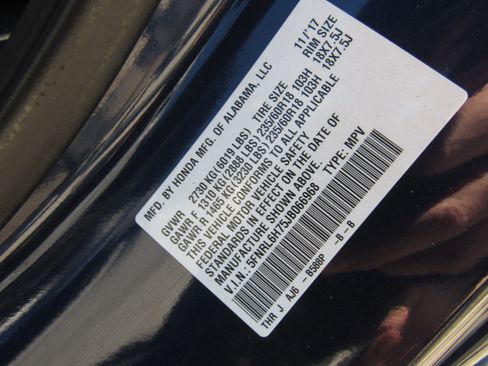 MFD. BY HONDA MFG. OF ALABAMA, LLC 11/'17
TIRE SIZE RIM SIZE
GVWR 2730 KG(6019 LBS)
GAWR F 1310 KG(2888 LBS) 235/60R18 103H 18X7.5J
GAWR R 1465 KG(3230 LBS) 235/60R18 103H 18X7.5J
THIS VEHICLE CONFORMS TO ALL APPLICABLE
FEDERAL MOTOR VEHICLE SAFETY
STANDARDS IN EFFECT ON THE DATE OF
MANUFACTURE SHOWN ABOVE.
V.I.N.: 5FNRL6H75JB066988 TYPE: MPV
THR J AJ6 -B588P -B -B